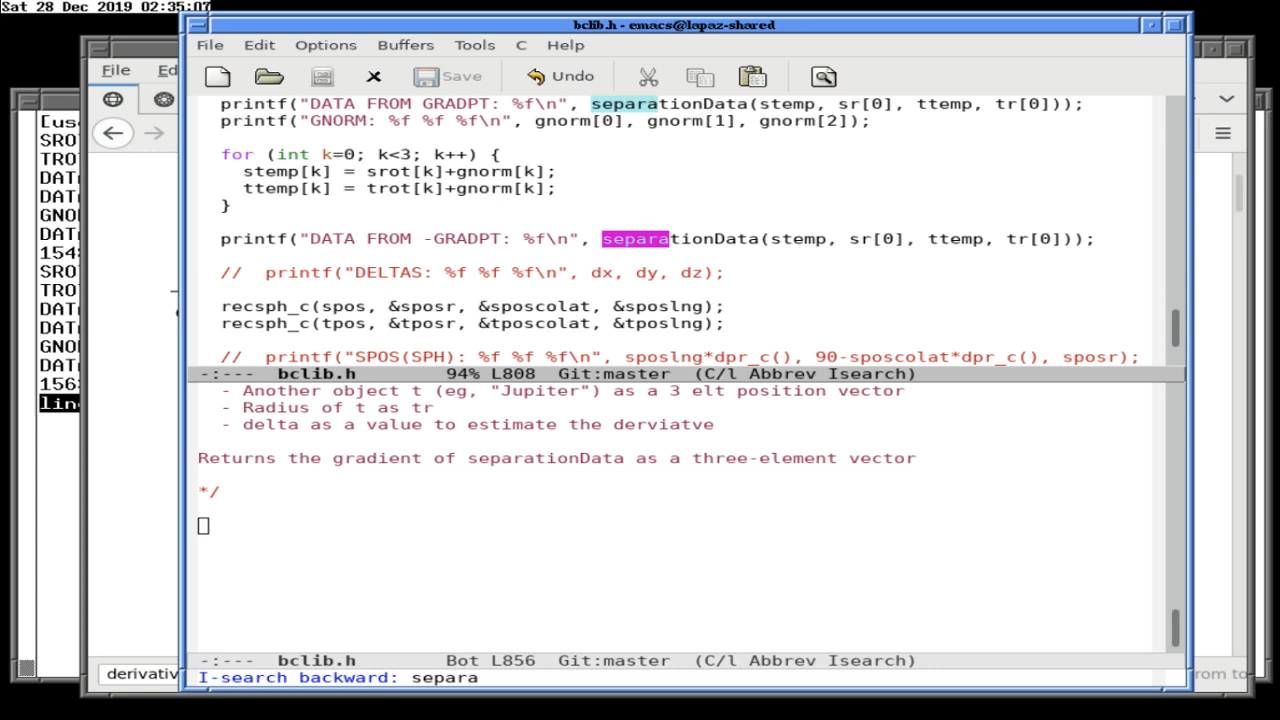 Sat 28 Dec 2019 02:35:07
bclib.h - emacs@lapaz-shared
File Edit Options Buffers Tools C Help
Save Undo
File
printf("DATA FROM GRADPT: %f\n", separationData(stemp, sr[0], ttemp, tr[0]));
printf("GNORM: %f %f %f\n", gnorm[0], gnorm[1], gnorm[2]);
for (int k=0; k<3; k++) {
stemp[k] = srot[k]+gnorm[k];
ttemp[k] = trot[k]+gnorm[k];
}
printf("DATA FROM -GRADPT: %f\n", separationData(stemp, sr[0], ttemp, tr[0]));
// printf("DELTAS: %f %f %f\n", dx, dy, dz);
recsph_c(spos, &sposr, &sposcolat, &sposlng);
recsph_c(tpos, &tposr, &tposcolat, &tposlng);
// printf("SPOS(SPH): %f %f %f\n", sposlng*dpr_c(), 90-sposcolat*dpr_c(), sposr);
-:--- bclib.h 94% L808 Git:master (C/l Abbrev Isearch)
- Another object t (eg, "Jupiter") as a 3 elt position vector
- Radius of t as tr
- delta as a value to estimate the derviatve
Returns the gradient of separationData as a three-element vector
*/
-:--- bclib.h Bot L856 Git:master (C/l Abbrev Isearch)
I-search backward: separa